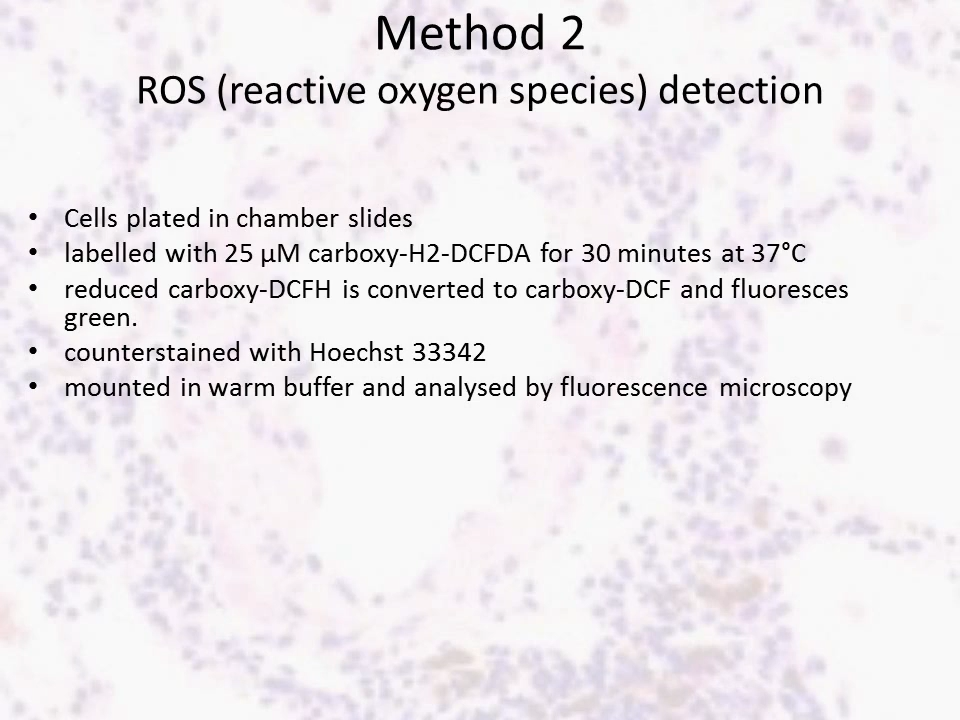 Method 2
ROS (reactive oxygen species) detection
• Cells plated in chamber slides
• labelled with 25 µM carboxy-H2-DCFDA for 30 minutes at 37°C
• reduced carboxy-DCFH is converted to carboxy-DCF and fluoresces
green.
• counterstained with Hoechst 33342
• mounted in warm buffer and analysed by fluorescence microscopy